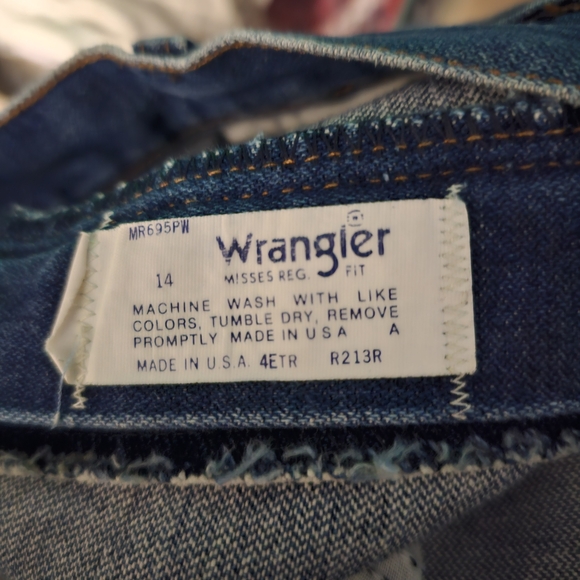 MR695PW
Wrangler®
14 MISSES REG. FIT
MACHINE WASH WITH LIKE
COLORS, TUMBLE DRY, REMOVE
PROMPTLY MADE IN U S A A
MADE IN U.S.A. 4ETR R213R